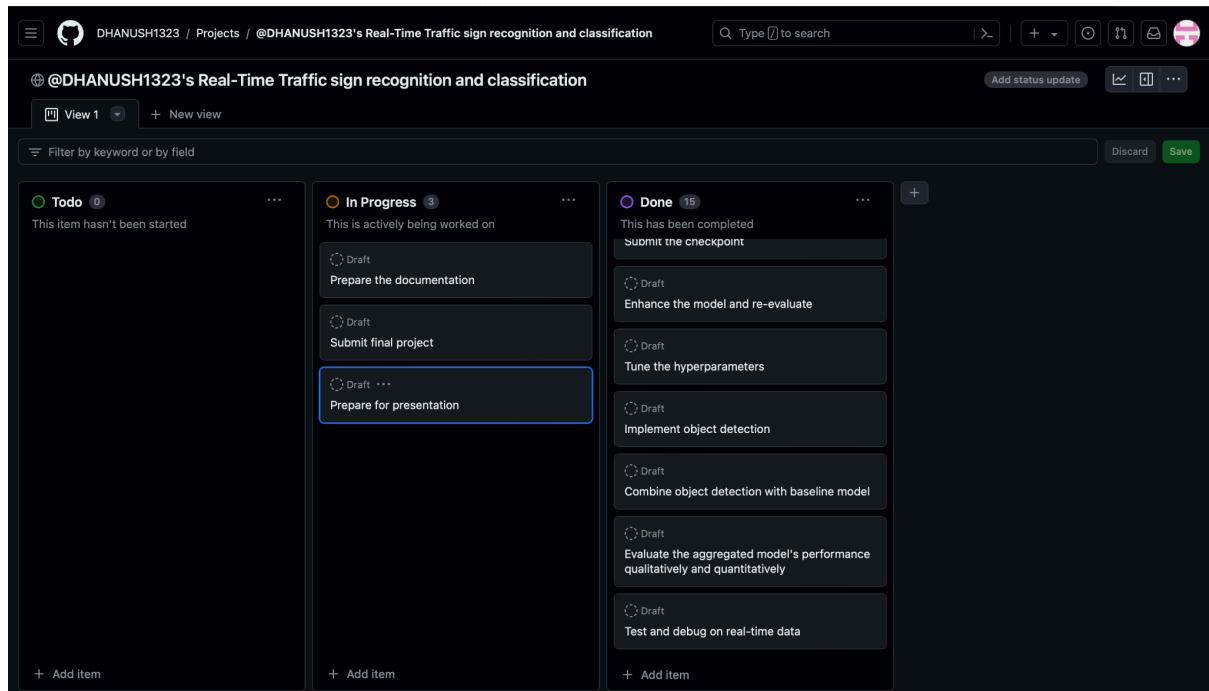 DHANUSH1323 / Projects / @DHANUSH1323's Real-Time Traffic sign recognition and classification
Type / to search
@DHANUSH1323's Real-Time Traffic sign recognition and classification
Add status update
View 1
+ New view
Filter by keyword or by field
Discard
Save
Todo 0
This item hasn't been started
+ Add item
In Progress 3
This is actively being worked on
Draft
Prepare the documentation
Draft
Submit final project
Draft
Prepare for presentation
+ Add item
Done 15
This has been completed
Submit the checkpoint
Draft
Enhance the model and re-evaluate
Draft
Tune the hyperparameters
Draft
Implement object detection
Draft
Combine object detection with baseline model
Draft
Evaluate the aggregated model's performance
qualitatively and quantitatively
Draft
Test and debug on real-time data
+ Add item